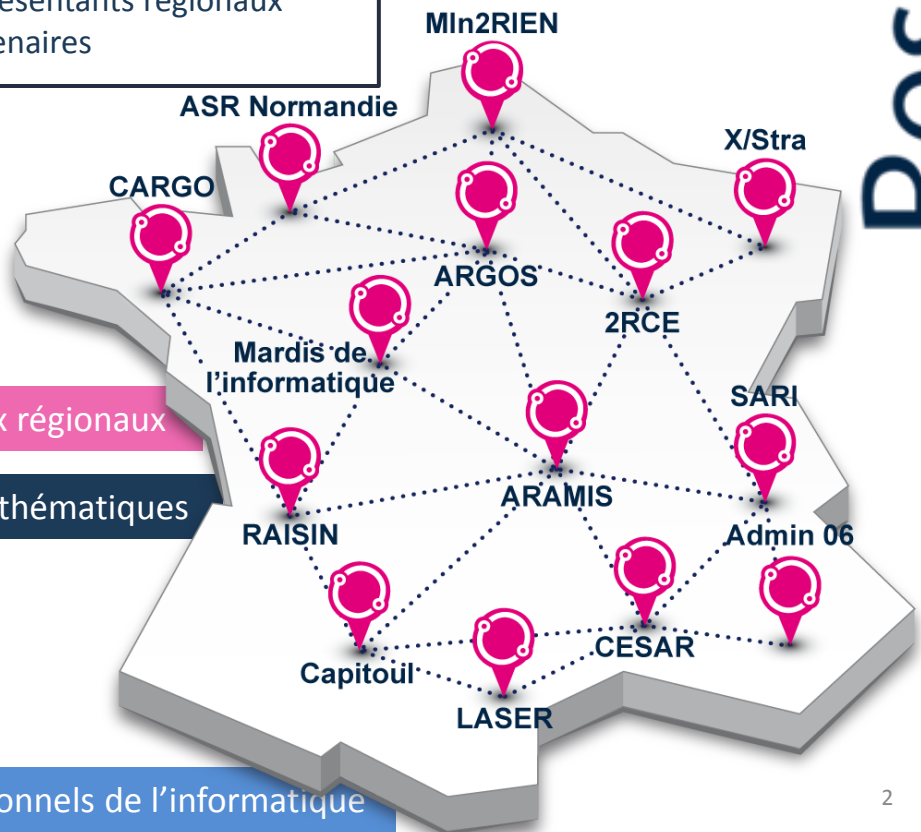 résentants régionaux
enaires
MIn2RIEN
ASR Normandie
X/Stra
CARGO
ARGOS
2RCE
Mardis de
l'informatique
SARI
x régionaux
ARAMIS
thématiques
RAISIN
Admin 06
CESAR
Capitoul
LASER
onnels de l'informatique
2